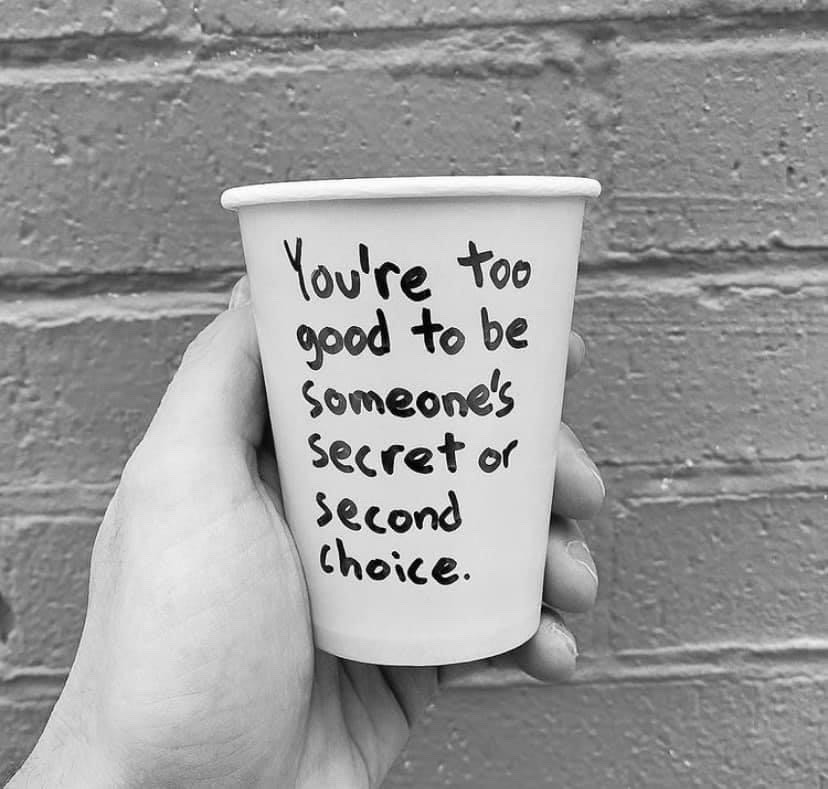 You're too
good to be
someone's
secret or
second
choice.